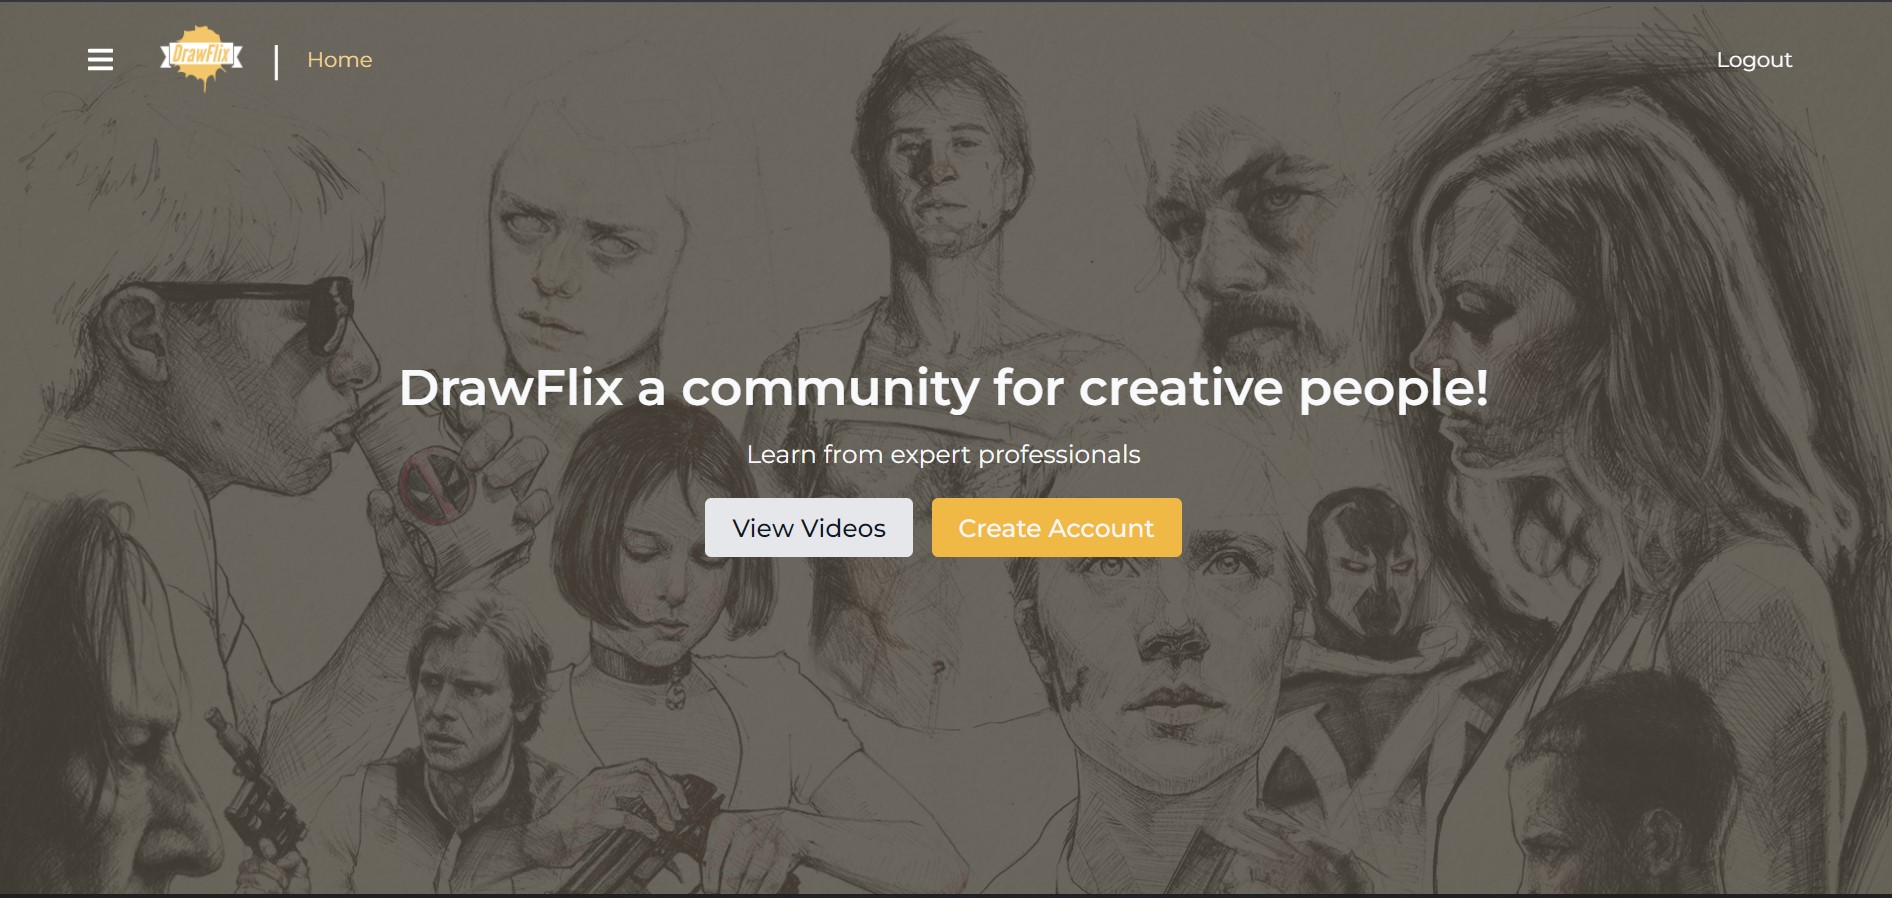 DrawFlix
Home
Logout
DrawFlix a community for creative people!
Learn from expert professionals
View Videos
Create Account